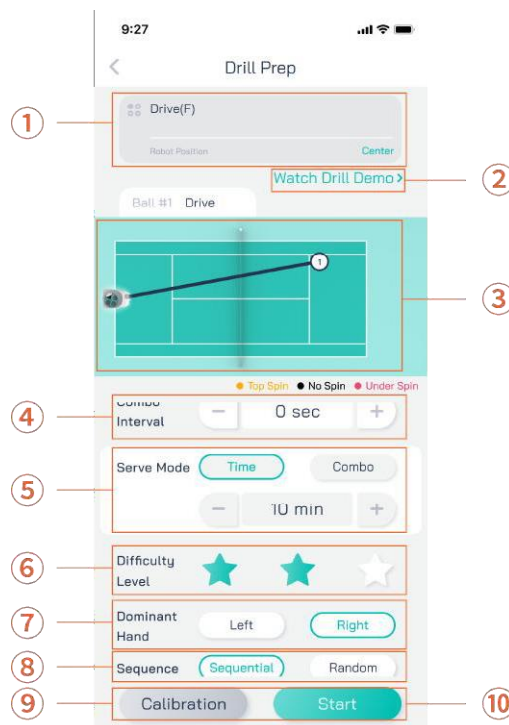 9:27
Drill Prep
① Drive(F)
Robot Position Center
② Watch Drill Demo >
Ball #1 Drive
1
③
Top Spin No Spin Under Spin
④ Combo Interval − 0 sec +
⑤ Serve Mode Time Combo
− 10 min +
⑥ Difficulty Level
⑦ Dominant Hand Left Right
⑧ Sequence Sequential Random
⑨ Calibration Start ⑩